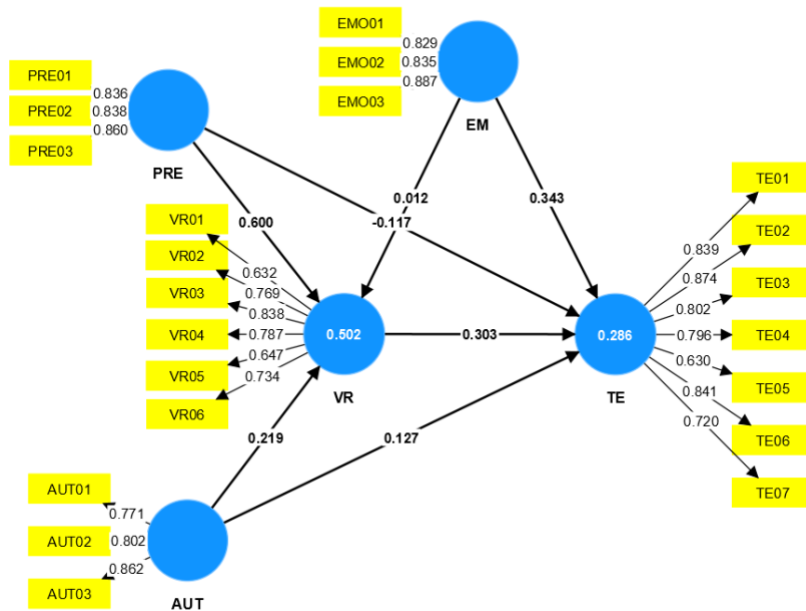 EMO01
0.829
EMO02
0.835
0.887
EMO03
EM
PRE01
0.836
PRE02
0.838
0.860
PRE03
PRE
TE01
TE02
TE03
TE04
TE05
TE06
TE07
0.839
0.874
0.802
0.796
0.630
0.841
0.720
0.012
0.343
-0.117
0.600
VR01
VR02
VR03
VR04
VR05
VR06
0.632
0.769
0.838
0.787
0.647
0.734
0.502
VR
0.303
0.286
TE
0.219
0.127
AUT01
0.771
AUT02
0.802
0.862
AUT03
AUT